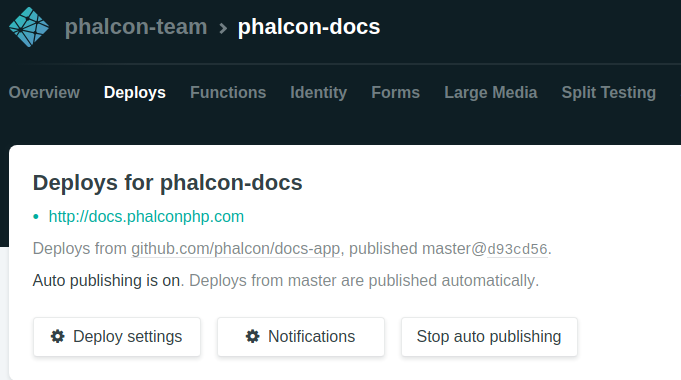 phalcon-team > phalcon-docs
Overview Deploys Functions Identity Forms Large Media Split Testing
Deploys for phalcon-docs
• http://docs.phalconphp.com
Deploys from github.com/phalcon/docs-app, published master@d93cd56.
Auto publishing is on. Deploys from master are published automatically.
Deploy settings Notifications Stop auto publishing